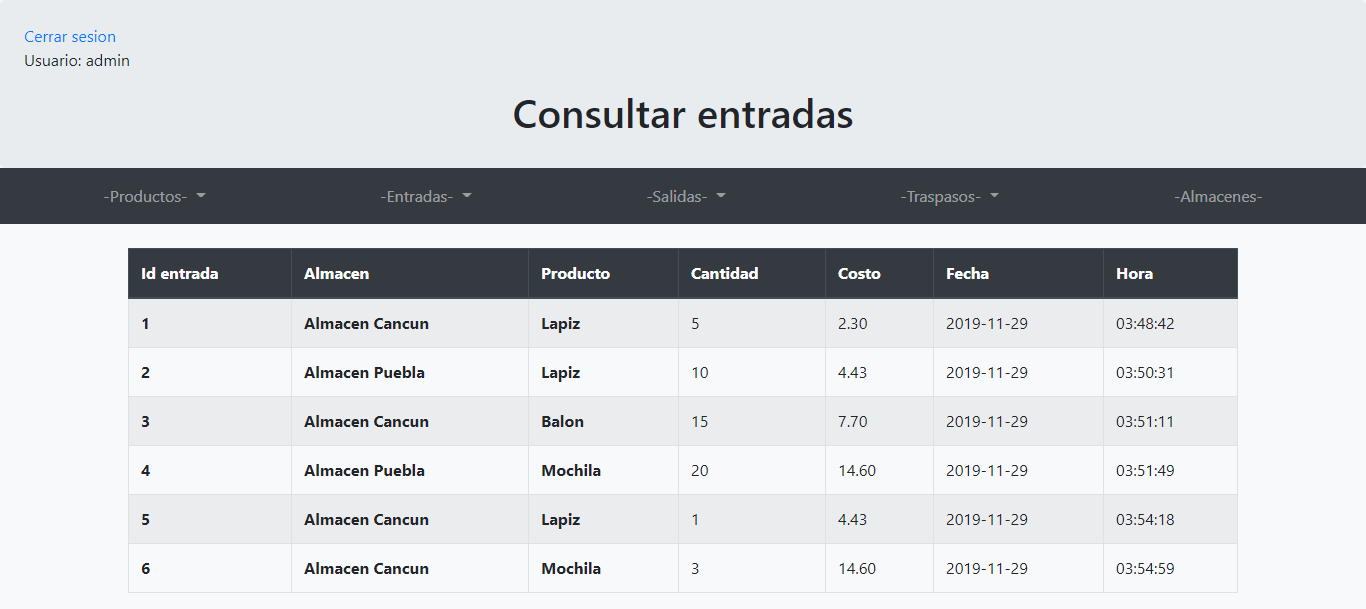 Cerrar sesion
Usuario: admin
Consultar entradas
-Productos- -Entradas- -Salidas- -Traspasos- -Almacenes-
Id entrada Almacen Producto Cantidad Costo Fecha Hora
1 Almacen Cancun Lapiz 5 2.30 2019-11-29 03:48:42
2 Almacen Puebla Lapiz 10 4.43 2019-11-29 03:50:31
3 Almacen Cancun Balon 15 7.70 2019-11-29 03:51:11
4 Almacen Puebla Mochila 20 14.60 2019-11-29 03:51:49
5 Almacen Cancun Lapiz 1 4.43 2019-11-29 03:54:18
6 Almacen Cancun Mochila 3 14.60 2019-11-29 03:54:59